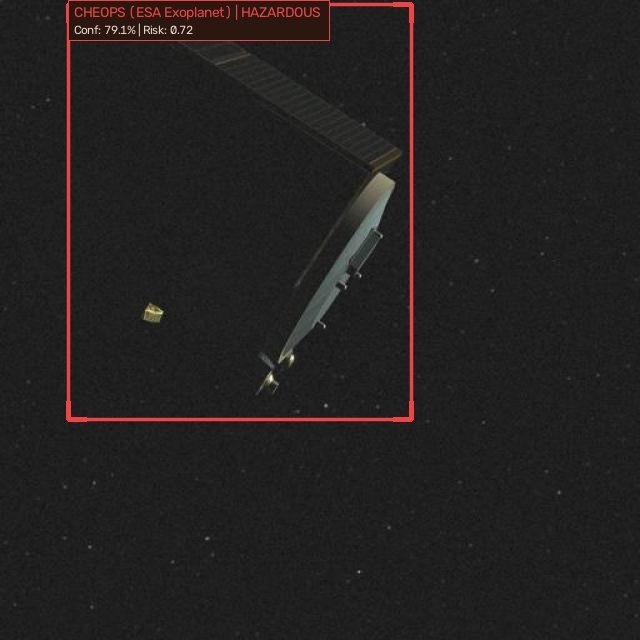 CHEOPS (ESA Exoplanet) | HAZARDOUS
Conf: 79.1% | Risk: 0.72